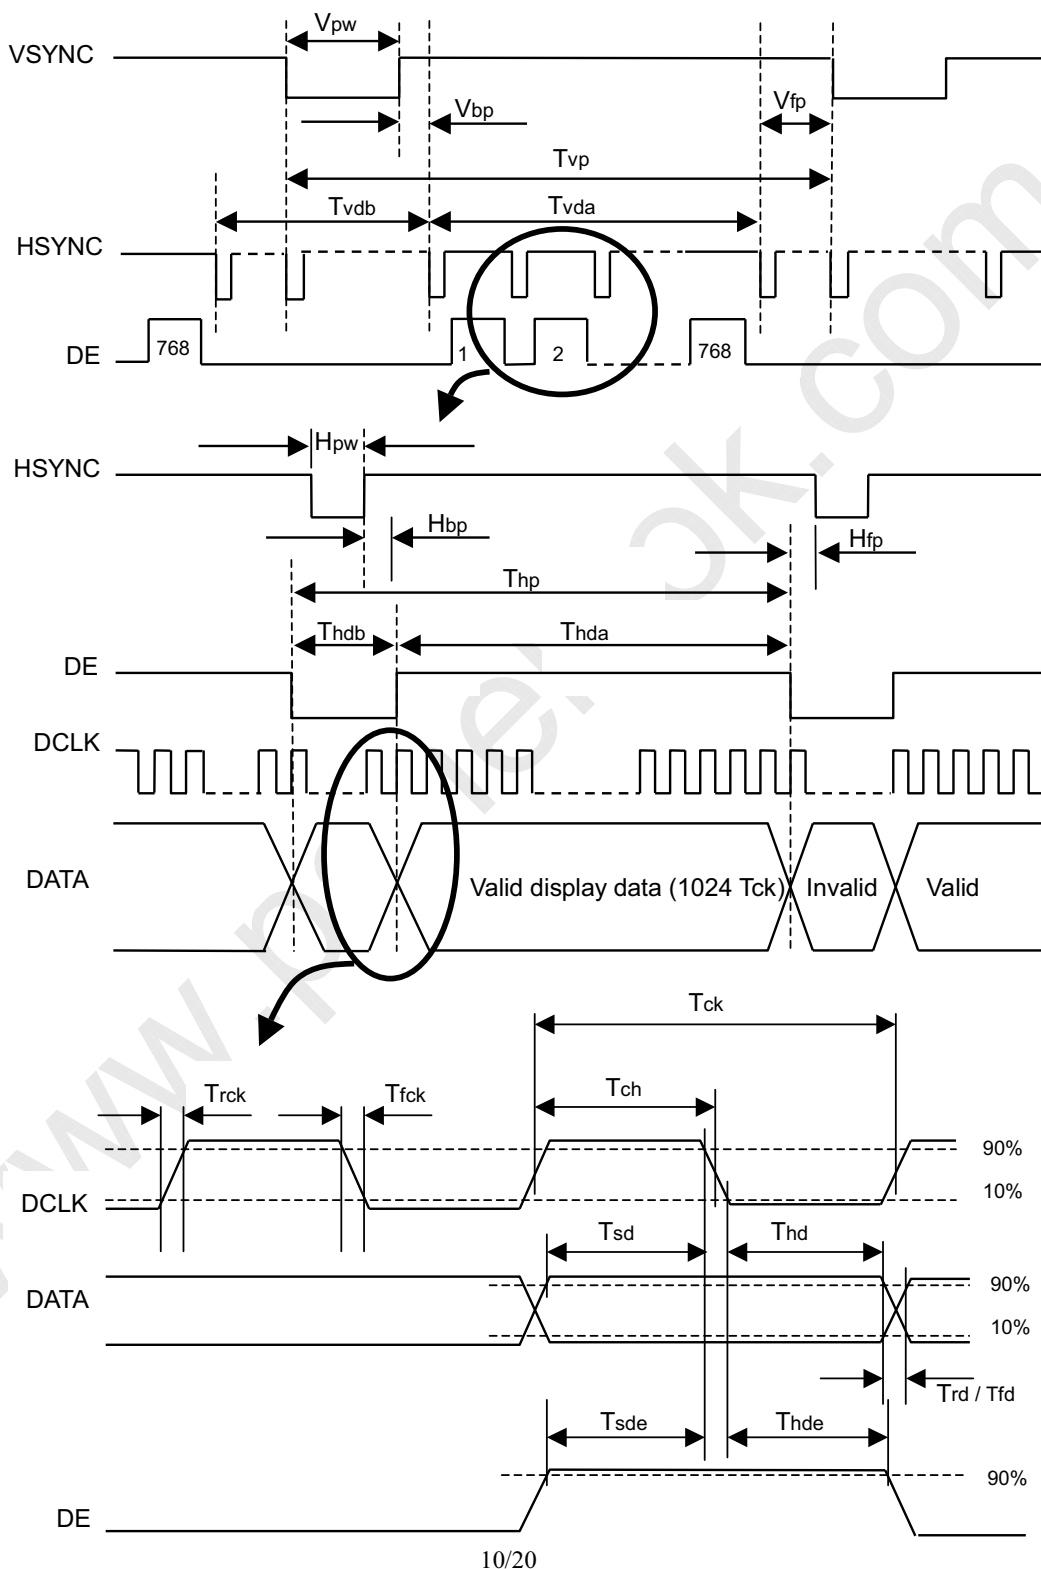 Vpw
VSYNC
Vbp
Vfp
Tvp
Tvdb
Tvda
HSYNC
768
1
2
768
DE
Hpw
HSYNC
Hbp
Hfp
Thp
Thdb
Thda
DE
DCLK
DATA
Valid display data (1024 Tck)
Invalid
Valid
Tck
Trck
Tfck
Tch
90%
10%
DCLK
Tsd
Thd
DATA
90%
10%
Trd / Tfd
Tsde
Thde
90%
DE
10/20